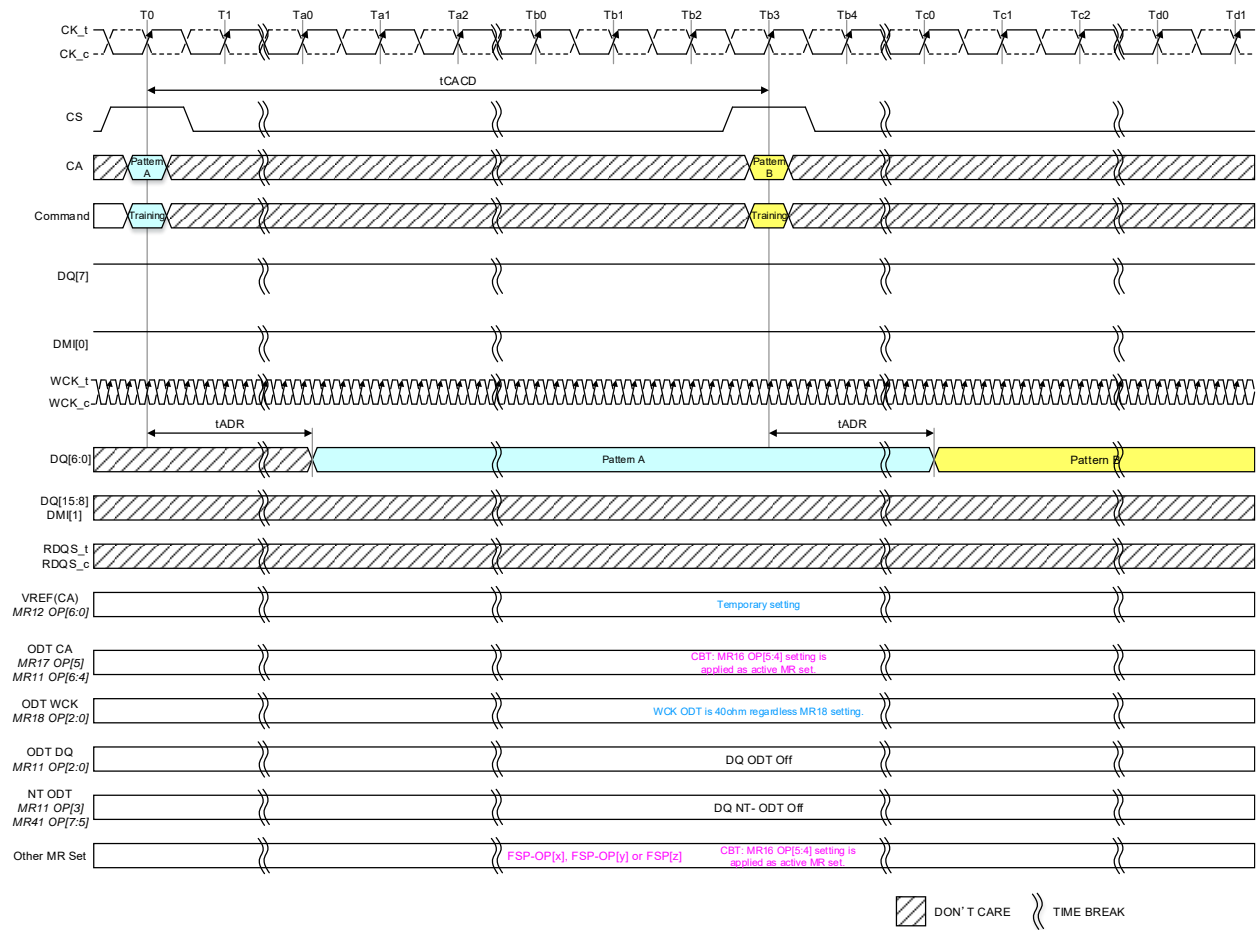 T0 T1 Ta0 Ta1 Ta2 Tb0 Tb1 Tb2 Tb3 Tb4 Tc0 Tc1 Tc2 Td0 Td1
CK_t
CK_c
tCACD
CS
CA
Pattern
A
Pattern
B
Command
Training
Training
DQ[7]
DMI[0]
WCK_t
WCK_c
tADR
tADR
DQ[6:0]
Pattern A
Pattern B
DQ[15:8]
DMI[1]
RDQS_t
RDQS_c
VREF(CA)
MR12 OP[6:0]
Temporary setting
ODT CA
MR17 OP[5]
MR11 OP[6:4]
CBT: MR16 OP[5:4] setting is
applied as active MR set.
ODT WCK
MR18 OP[2:0]
WCK ODT is 40ohm regardless MR18 setting.
ODT DQ
MR11 OP[2:0]
DQ ODT Off
NT ODT
MR11 OP[3]
MR41 OP[7:5]
DQ NT- ODT Off
Other MR Set
FSP-OP[x], FSP-OP[y] or FSP[z]
CBT: MR16 OP[5:4] setting is
applied as active MR set.
DON'T CARE
TIME BREAK